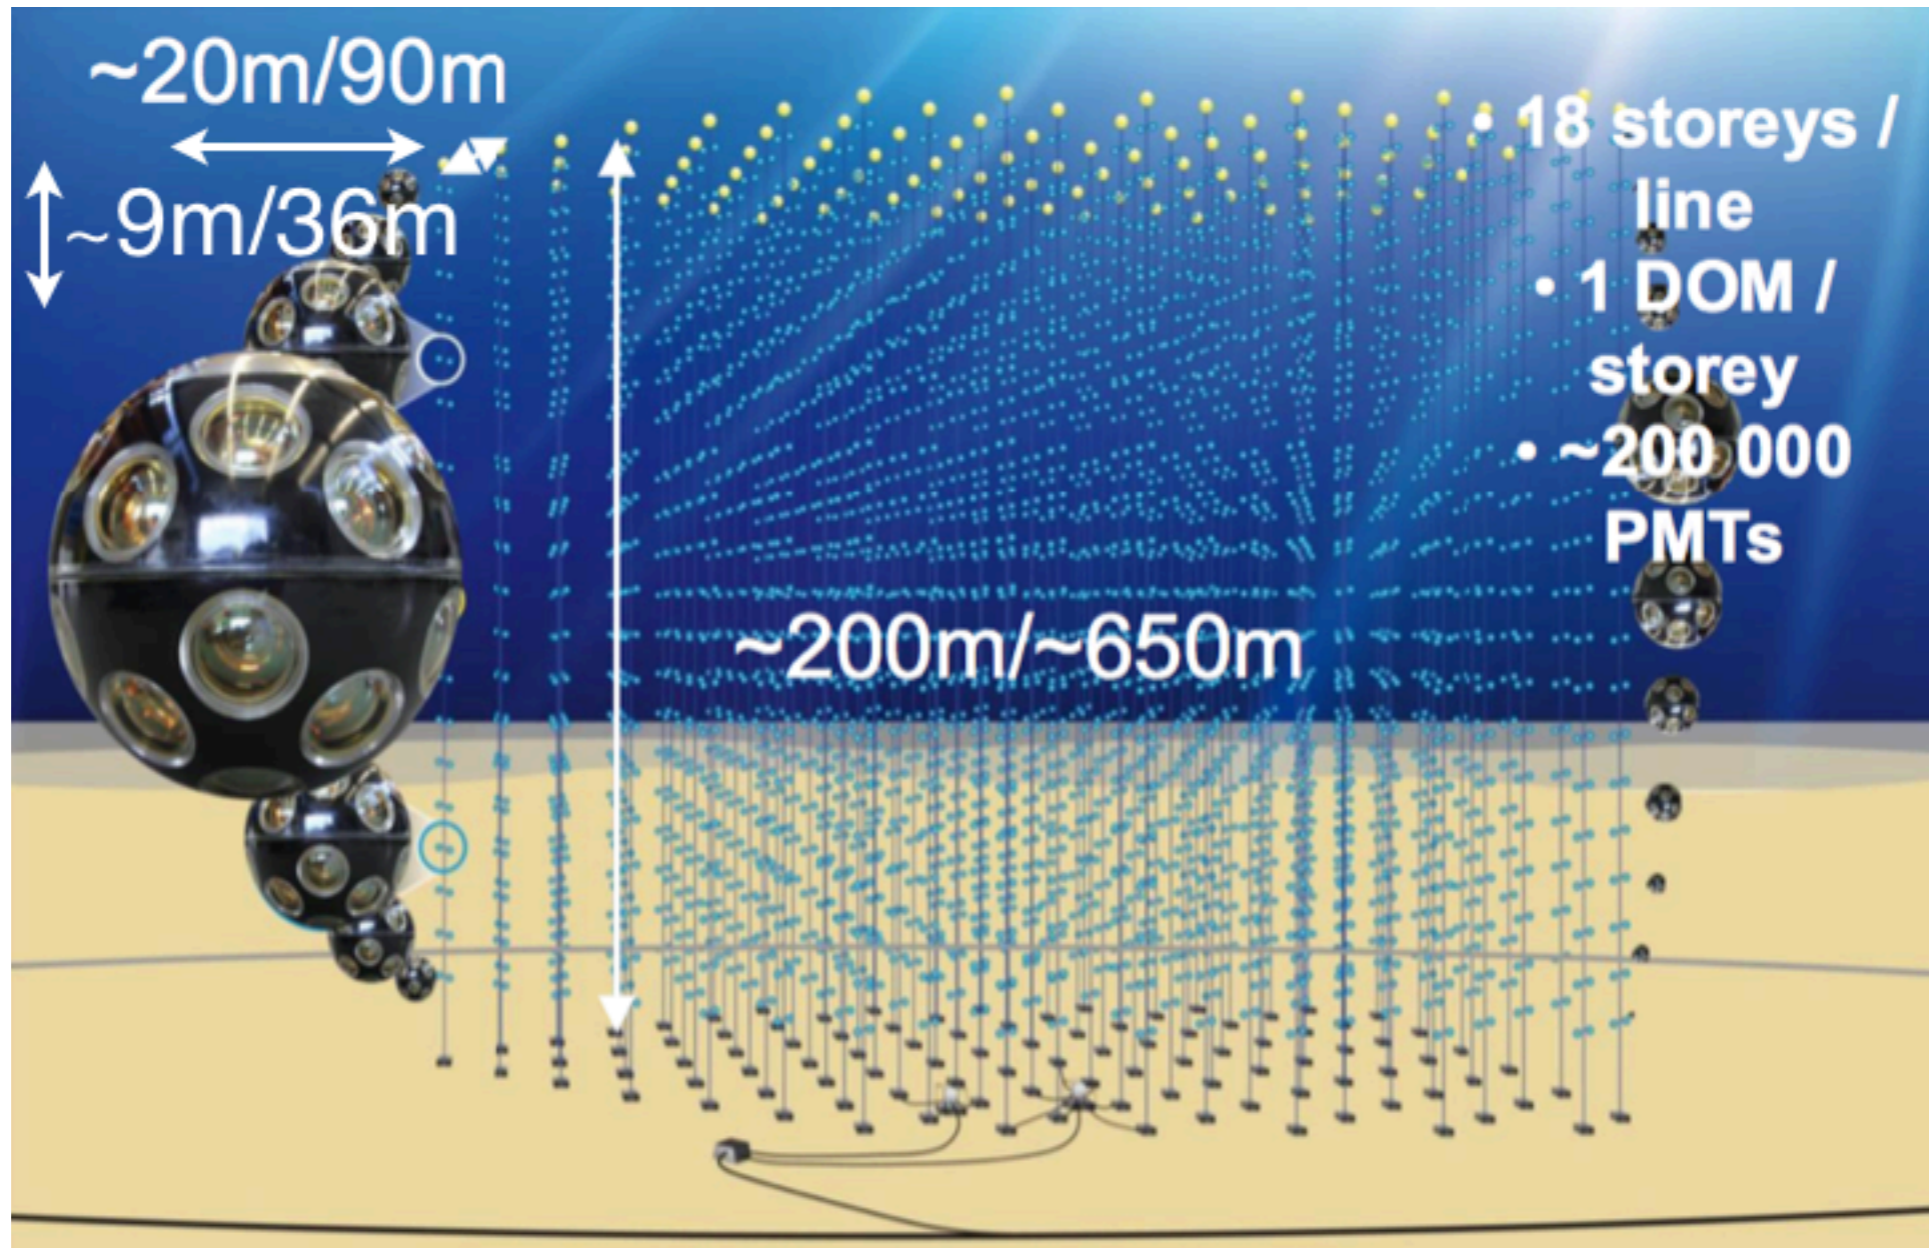 ~20m/90m
~9m/36m
~200m/~650m
• 18 storeys /
line
• 1 DOM /
storey
• ~200 000
PMTs